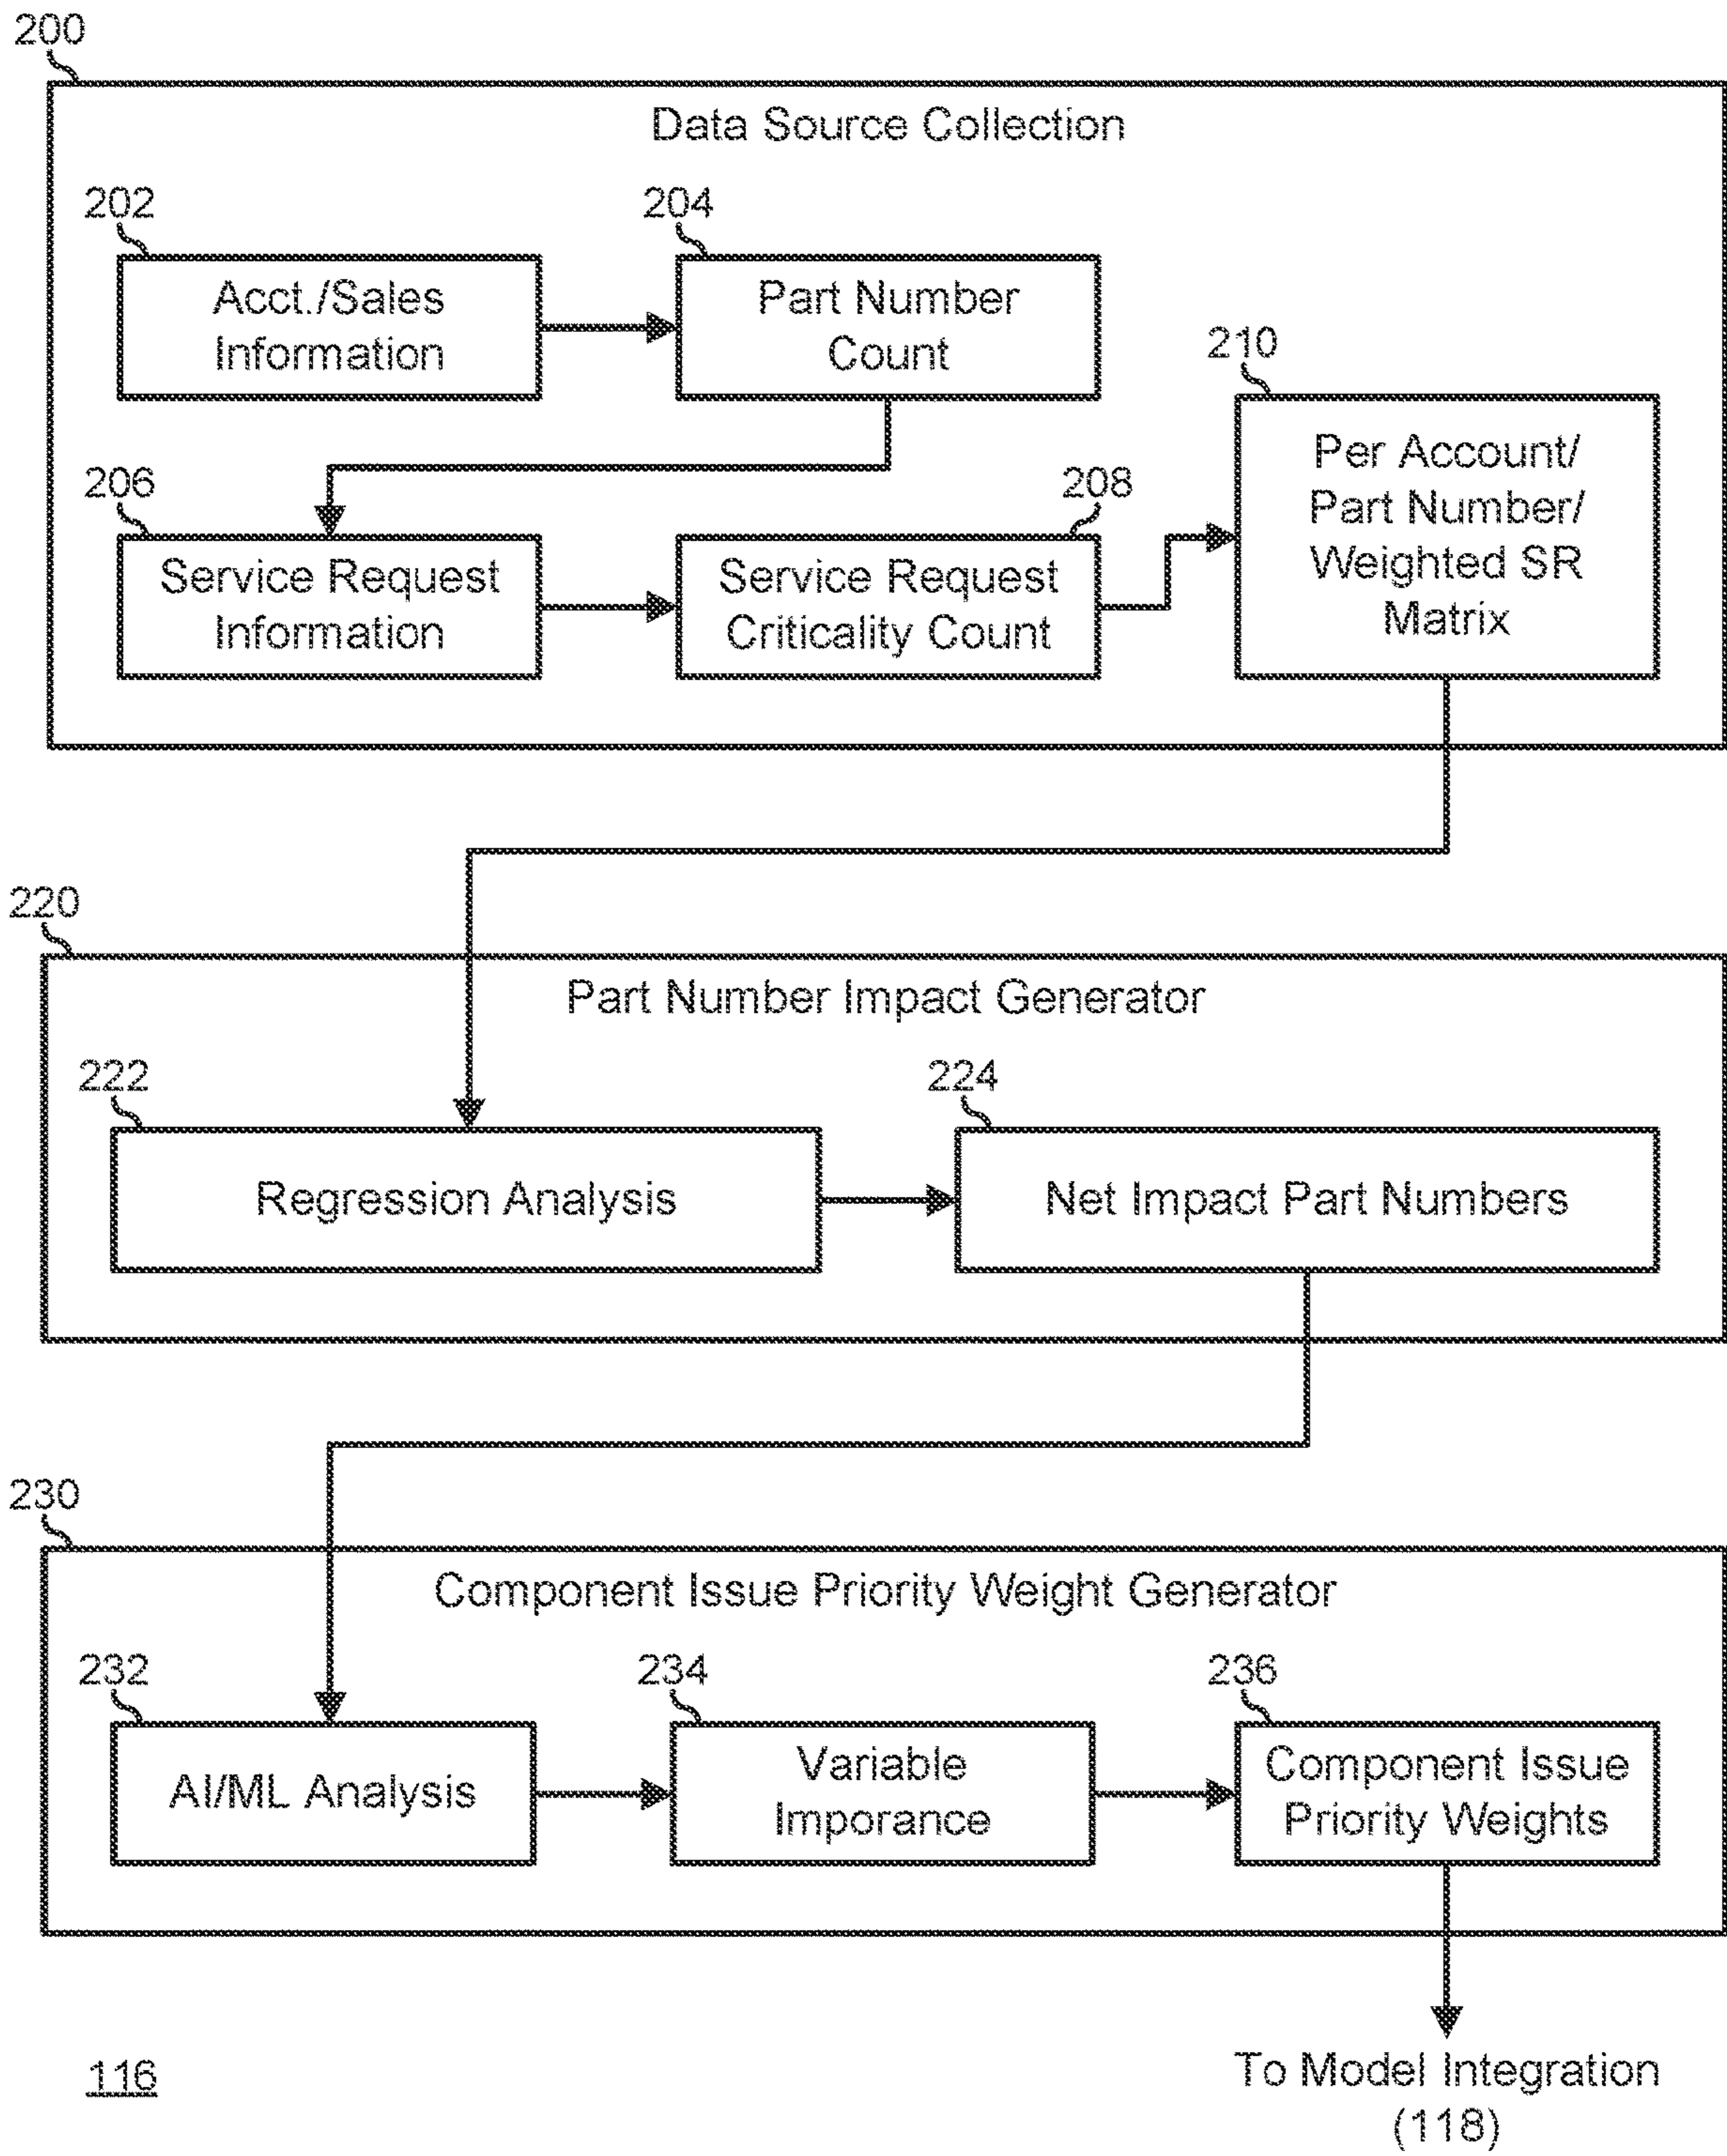 200
Data Source Collection
202
204
Acct./Sales
Information
Part Number
Count
210
Per Account/
Part Number/
Weighted SR
Matrix
206
208
Service Request
Information
Service Request
Criticality Count
220
Part Number Impact Generator
222
224
Regression Analysis
Net Impact Part Numbers
230
Component Issue Priority Weight Generator
232
234
236
AI/ML Analysis
Variable
Imporance
Component Issue
Priority Weights
116
To Model Integration
(118)